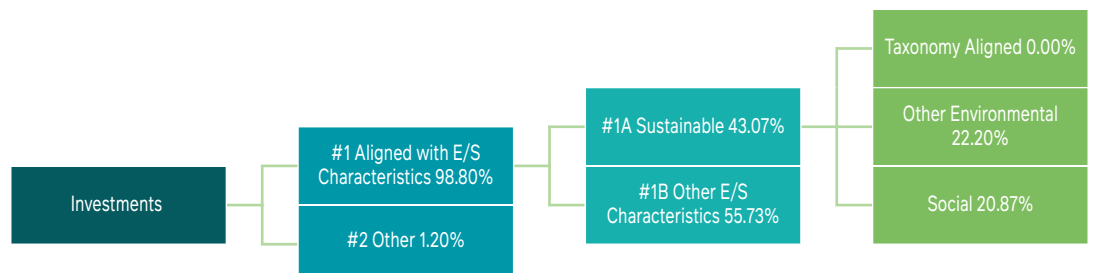 Investments
#1 Aligned with E/S
Characteristics 98.80%
#2 Other 1.20%
#1A Sustainable 43.07%
#1B Other E/S
Characteristics 55.73%
Taxonomy Aligned 0.00%
Other Environmental
22.20%
Social 20.87%